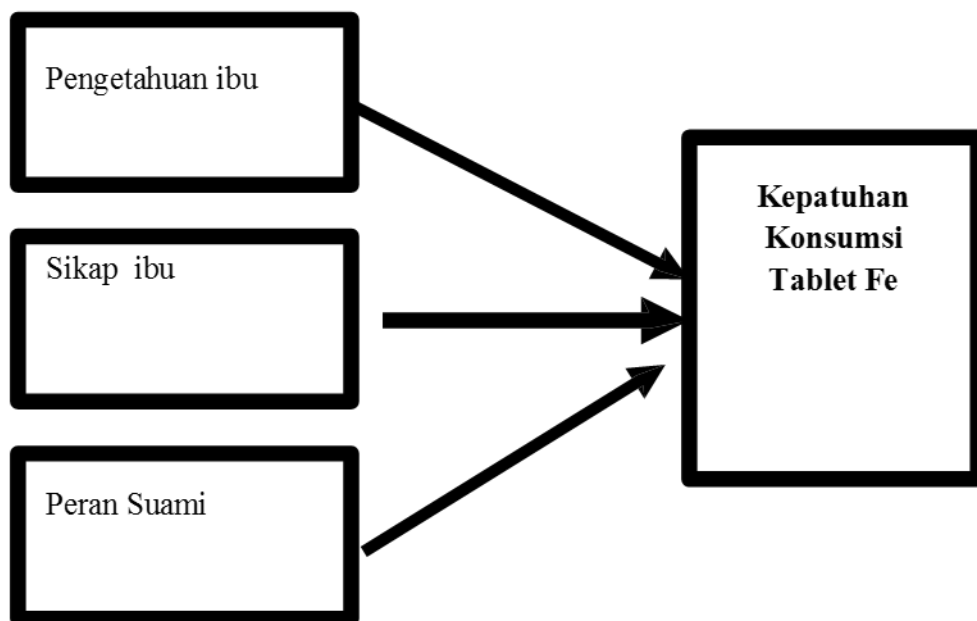 Pengetahuan ibu
Sikap  ibu
Peran Suami
Kepatuhan
Konsumsi
Tablet Fe